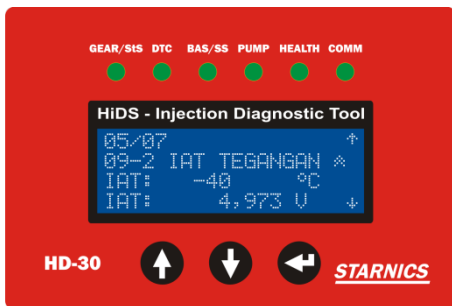 GEAR/StS DTC BAS/SS PUMP HEALTH COMM
HiDS - Injection Diagnostic Tool
05/07
09-2 IAT TEGANGAN
IAT: -40 °C
IAT: 4,973 V
HD-30
STARNICS